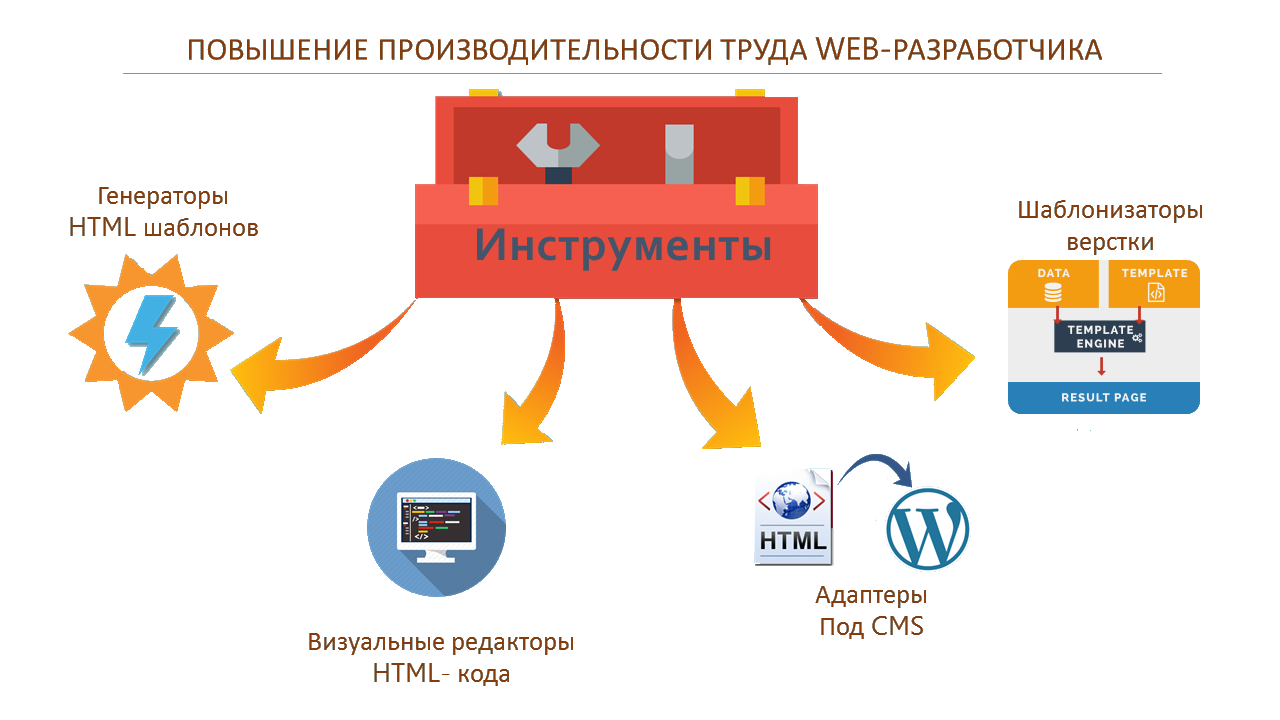 ПОВЫШЕНИЕ ПРОИЗВОДИТЕЛЬНОСТИ ТРУДА WEB-РАЗРАБОТЧИКА
Инструменты
Генераторы
HTML шаблонов
Шаблонизаторы
верстки
DATA
TEMPLATE
TEMPLATE
ENGINE
RESULT PAGE
Визуальные редакторы
HTML- кода
HTML
W
Адаптеры
Под CMS